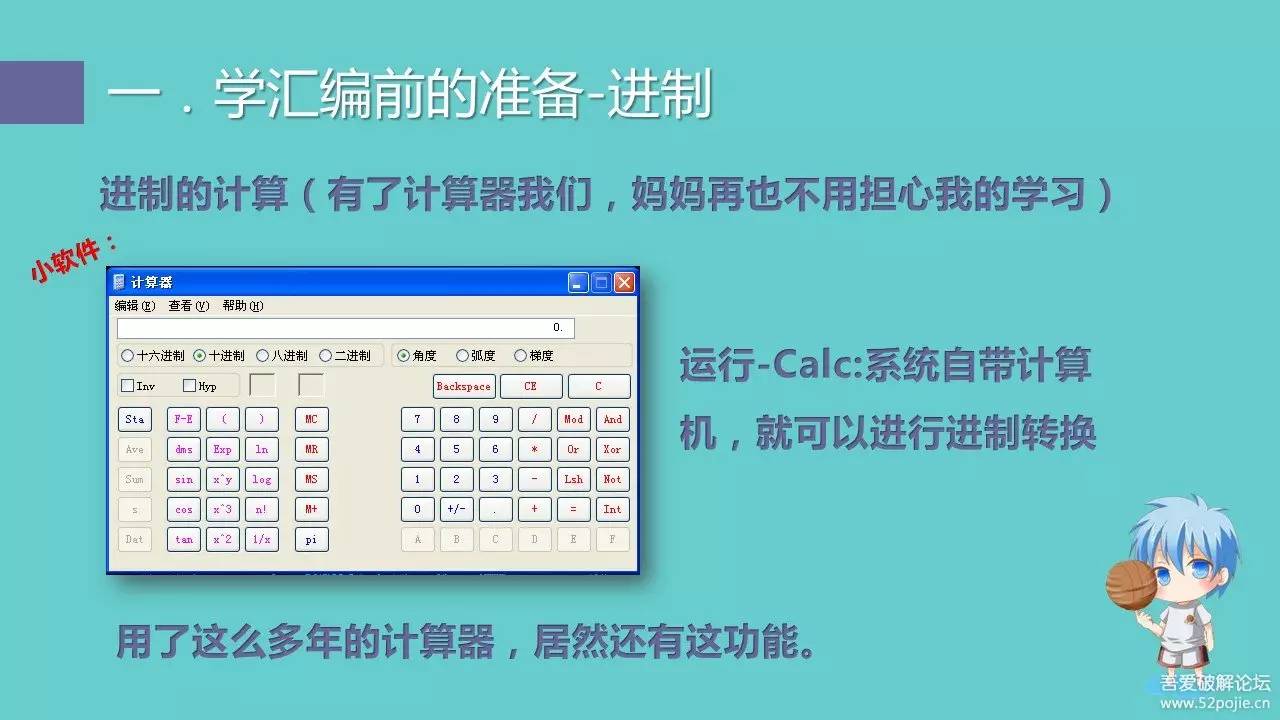 一．学汇编前的准备-进制
进制的计算（有了计算器我们，妈妈再也不用担心我的学习）
小软件：
计算器
编辑(E) 查看(V) 帮助(H)
0.
十六进制 十进制 八进制 二进制 角度 弧度 梯度
Inv Hyp Backspace CE C
Sta F-E ( ) MC 7 8 9 / Mod And
Ave dms Exp ln MR 4 5 6 * Or Xor
Sum sin x^y log MS 1 2 3 - Lsh Not
s cos x^3 n! M+ 0 +/- . + = Int
Dat tan x^2 1/x pi A B C D E F
运行-Calc:系统自带计算
机，就可以进行进制转换
用了这么多年的计算器，居然还有这功能。
吾爱破解论坛
www.52pojie.cn